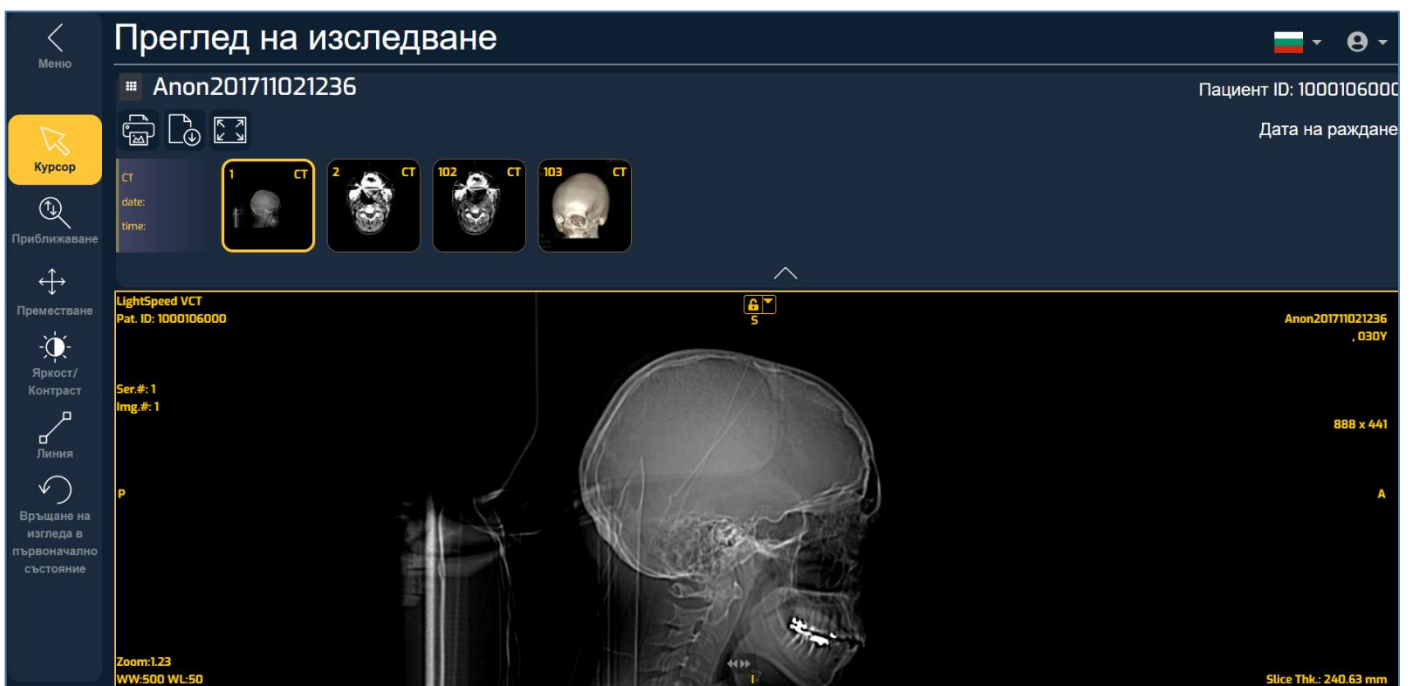 Преглед на изследване
Меню
Anon201711021236
Пациент ID: 1000106000
Дата на раждане
Курсор
Приближаване
Преместване
Яркост/
Контраст
Линия
Връщане на
изгледа в
първоначално
състояние
CT
date:
time:
1 CT
2 CT
102 CT
103 CT
LightSpeed VCT
Pat. ID: 1000106000
S
Anon201711021236
, 030Y
Ser.#: 1
Img.#: 1
888 x 441
P
A
Zoom:1.23
WW:500 WL:50
I
Slice Thk.: 240.63 mm